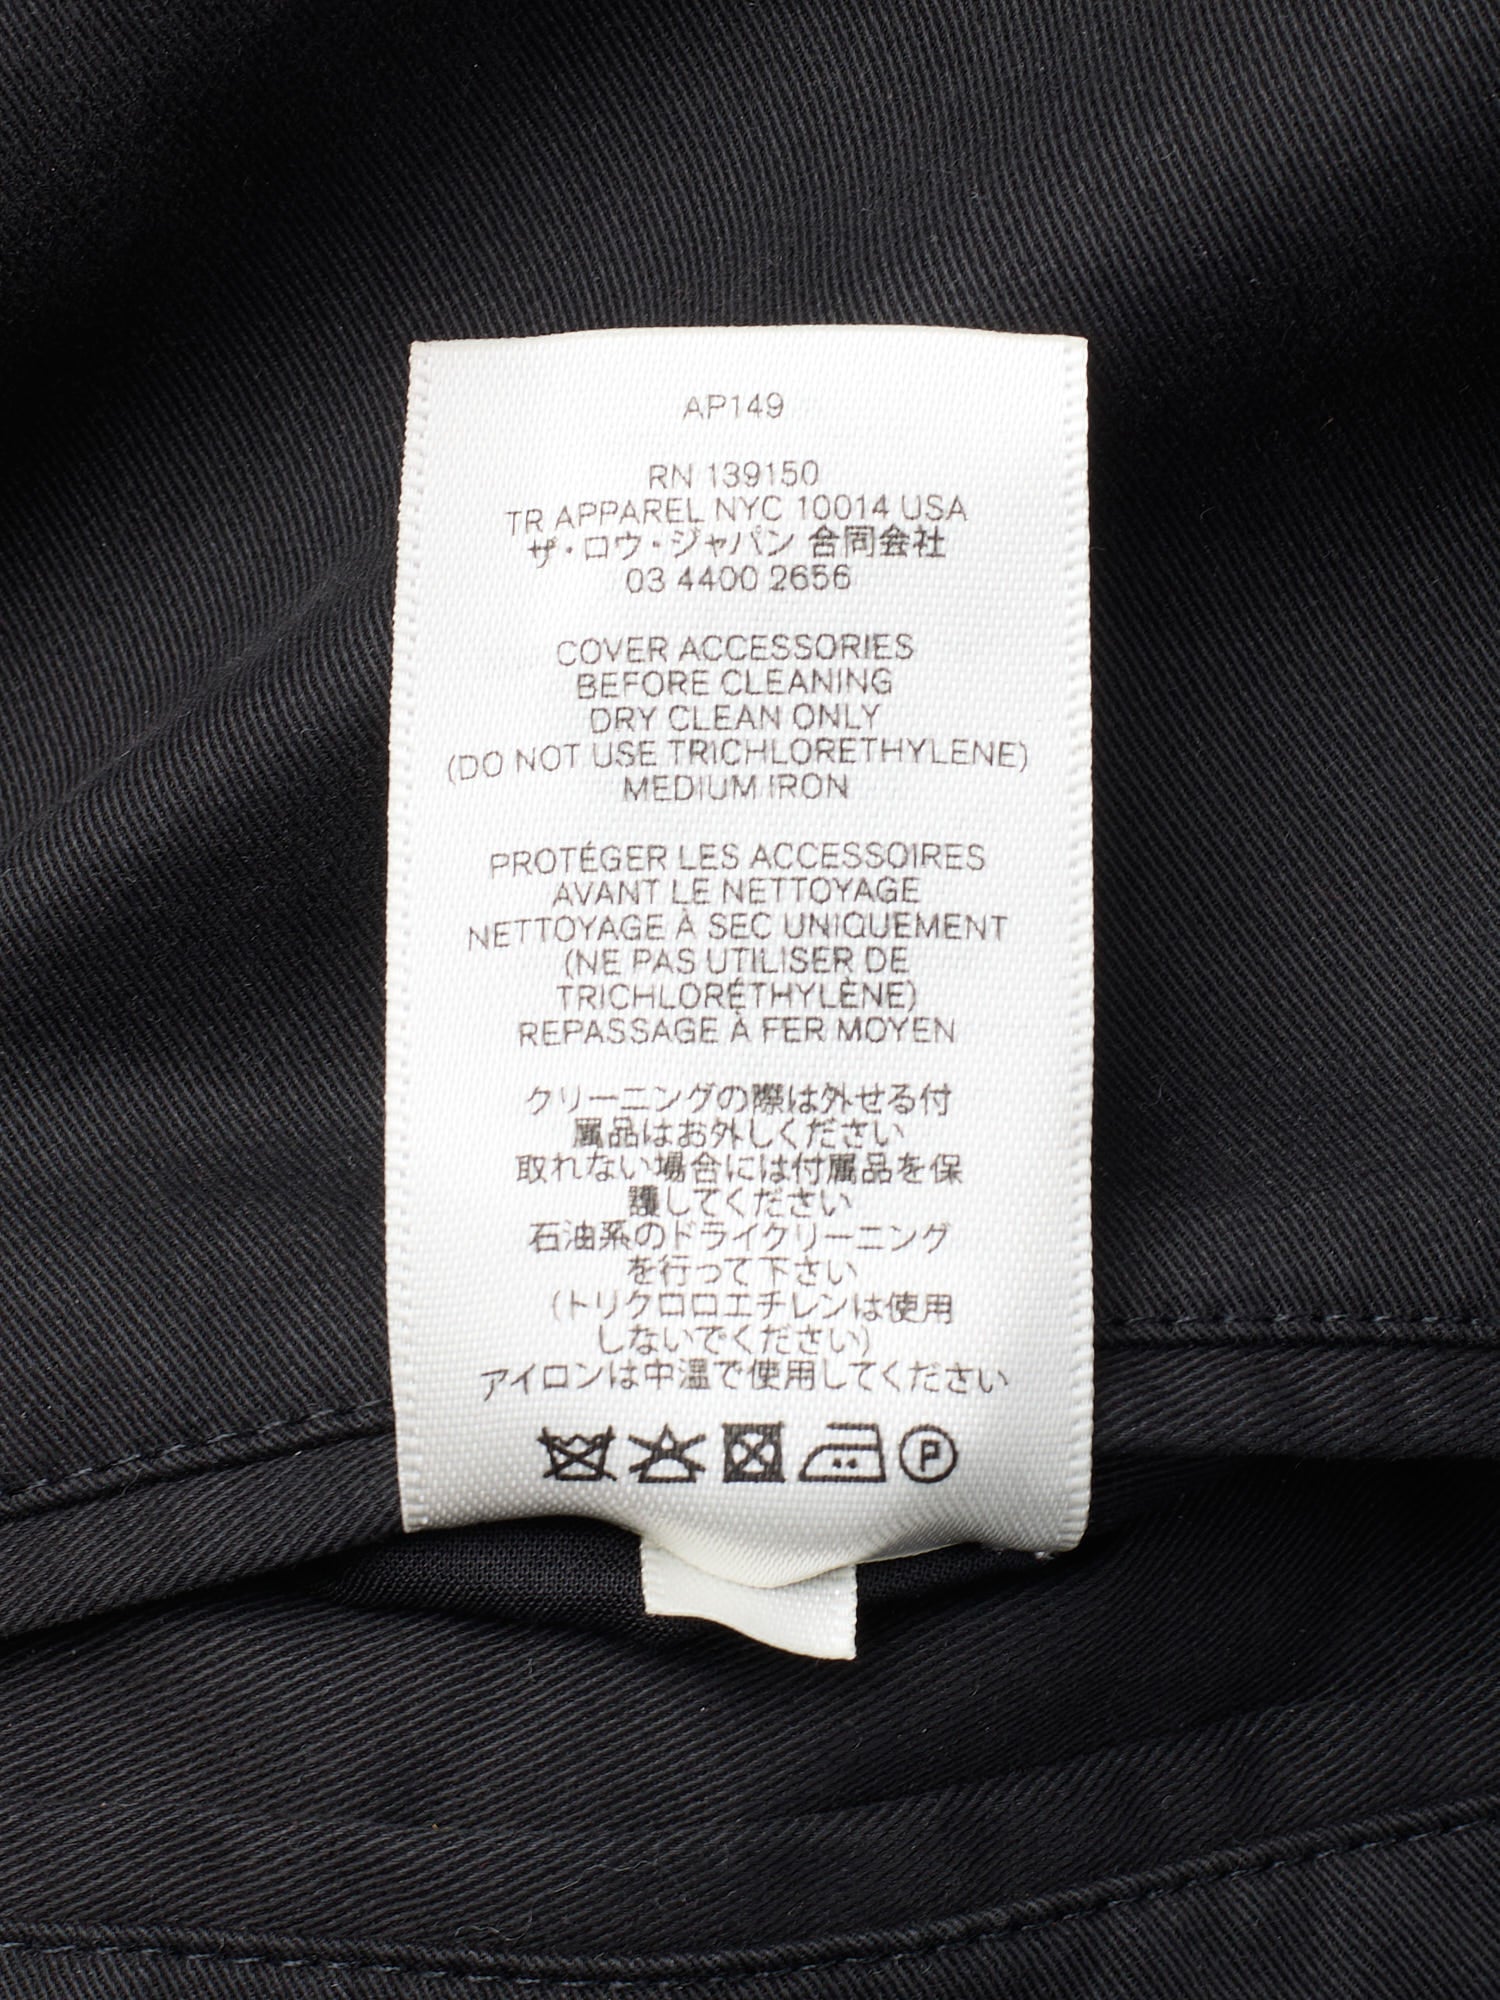 AP149
RN 139150
TR APPAREL NYC 10014 USA
ザ・ロウ・ジャパン 合同会社
03 4400 2656
COVER ACCESSORIES
BEFORE CLEANING
DRY CLEAN ONLY
(DO NOT USE TRICHLORETHYLENE)
MEDIUM IRON
PROTÉGER LES ACCESSOIRES
AVANT LE NETTOYAGE
NETTOYAGE À SEC UNIQUEMENT
(NE PAS UTILISER DE
TRICHLORÉTHYLÈNE)
REPASSAGE À FER MOYEN
クリーニングの際は外せる付
属品はお外しください
取れない場合には付属品を保
護してください
石油系のドライクリーニング
を行って下さい
(トリクロロエチレンは使用
しないでください)
アイロンは中温で使用してください
P